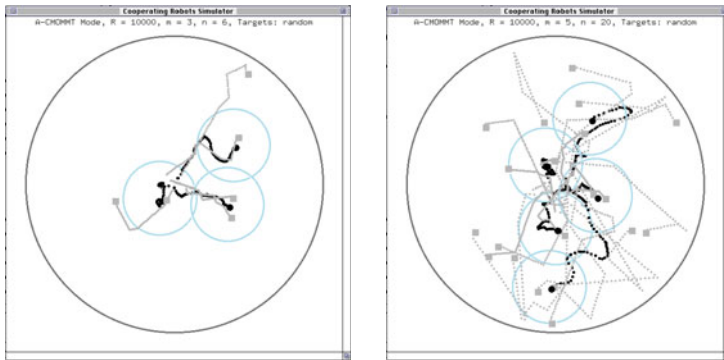 Cooperating Robots Simulator
A-CMOMMT Mode, R = 10000, m = 3, n = 6, Targets: random
Cooperating Robots Simulator
A-CMOMMT Mode, R = 10000, m = 5, n = 20, Targets: random